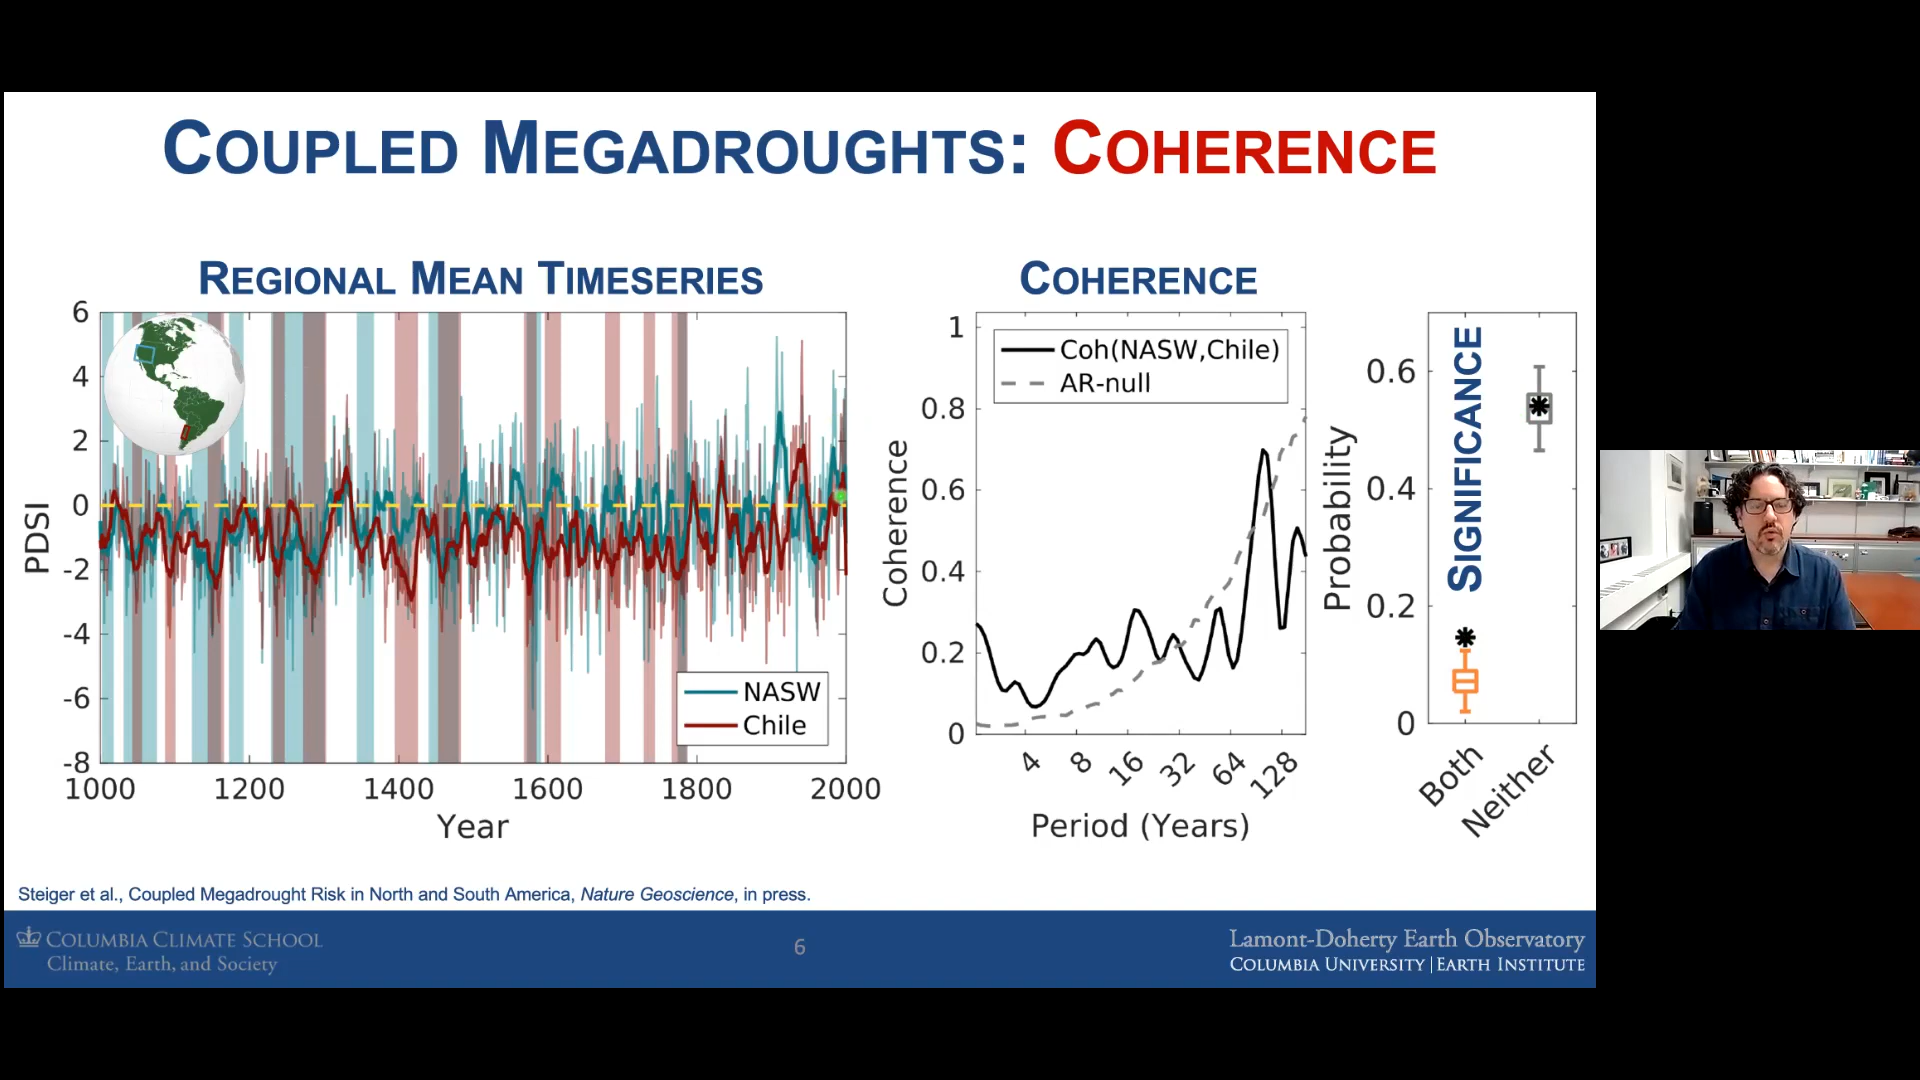 COUPLED MEGADROUGHTS: COHERENCE
REGIONAL MEAN TIMESERIES
6
4
2
0
-2
-4
-6
-8
PDSI
1000 1200 1400 1600 1800 2000
Year
NASW
Chile
COHERENCE
1
0.8
0.6
0.4
0.2
0
Coherence
Coh(NASW,Chile)
AR-null
4 8 16 32 64 128
Period (Years)
SIGNIFICANCE
0.6
0.4
0.2
0
Probability
Both
Neither
Steiger et al., Coupled Megadrought Risk in North and South America, Nature Geoscience, in press.
COLUMBIA CLIMATE SCHOOL
Climate, Earth, and Society
6
Lamont-Doherty Earth Observatory
COLUMBIA UNIVERSITY | EARTH INSTITUTE